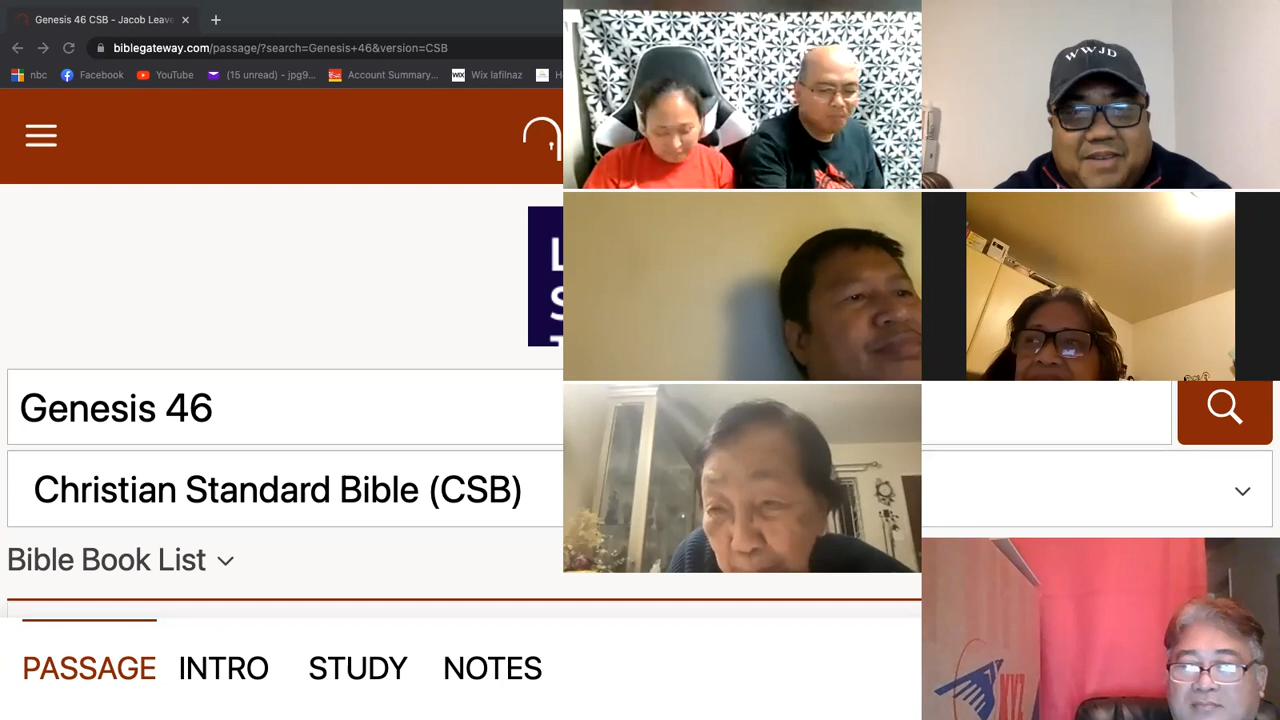 Genesis 46 CSB - Jacob Leave
biblegateway.com/passage/?search=Genesis+46&version=CSB
nbc Facebook YouTube (15 unread) - jpg9... Account Summary... Wix lafilnaz
WWJD
L
S
Genesis 46
Christian Standard Bible (CSB)
Bible Book List
PASSAGE INTRO STUDY NOTES
XYZ